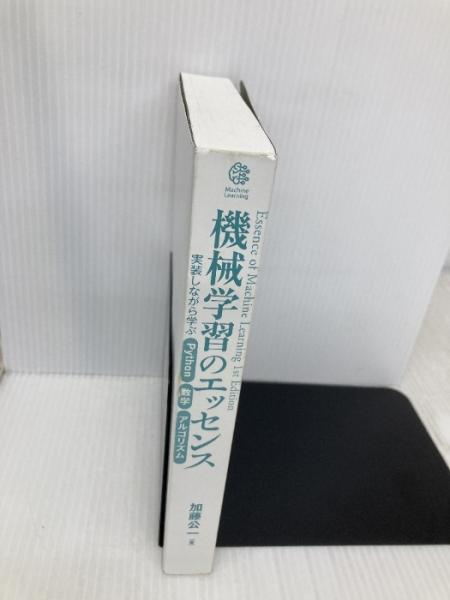 Machine
Learning
Essence of Machine Learning 1st Edition
機械学習のエッセンス
実装しながら学ぶ
Python
数学
アルゴリズム
加藤公一 著